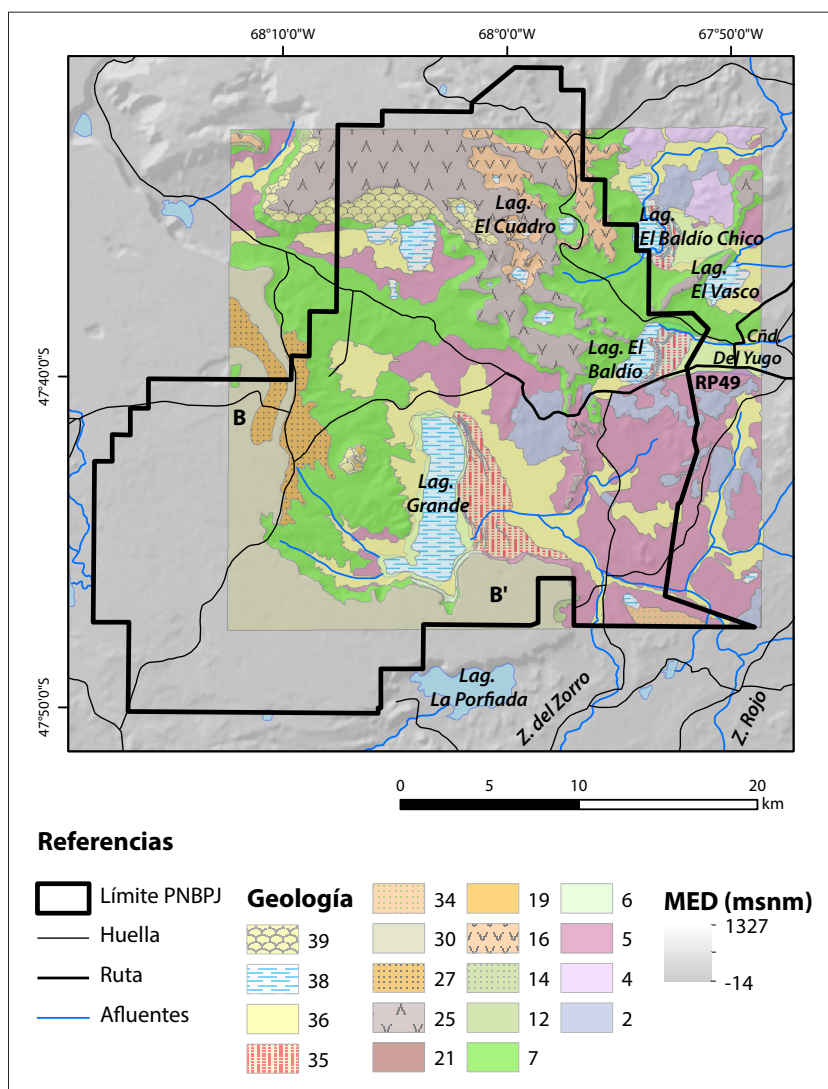 68°10'0"W
68°00'0"W
67°50'0"W
47°40'0"S
47°50'0"S
Lag.
El Cuadro
Lag.
El Baldío Chico
Lag.
El Vasco
Cñd.
Del Yugo
Lag. El
Baldío
RP49
B
Lag.
Grande
B'
Lag.
La Porfiada
Z. del Zorro
Z. Rojo
0 5 10 20
km
Referencias
Límite PNBPJ
Huella
Ruta
Afluentes
Geología
39
38
36
35
34
30
27
25
21
19
16
14
12
7
6
5
4
2
MED (msnm)
1327
-14